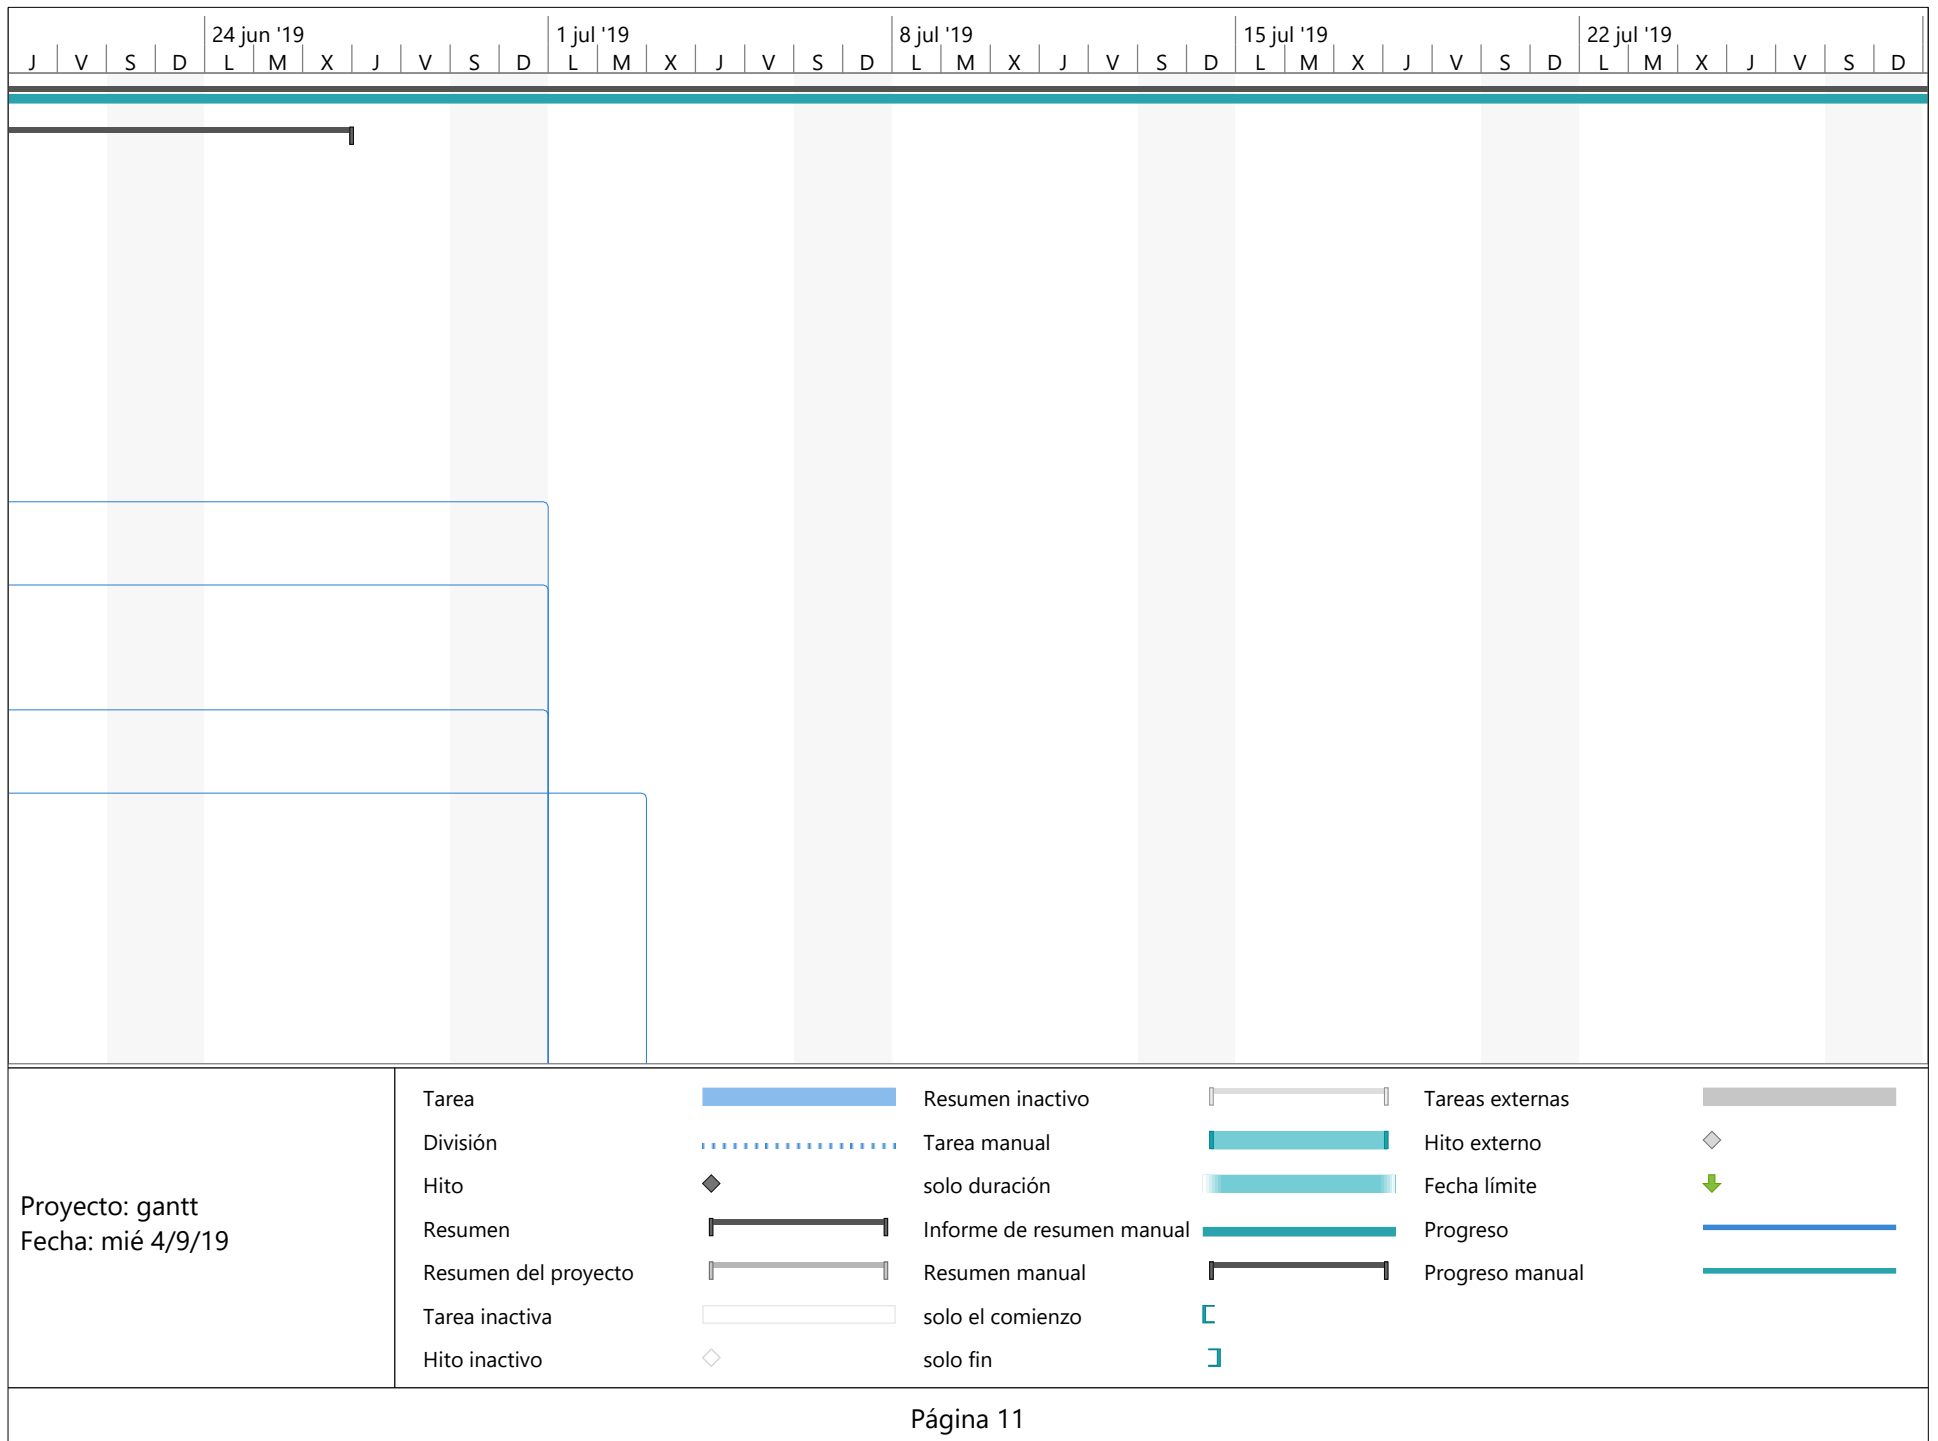 24 jun '19 1 jul '19 8 jul '19 15 jul '19 22 jul '19
J V S D L M X J V S D L M X J V S D L M X J V S D L M X J V S D L M X J V S D
Tarea Resumen inactivo Tareas externas
División Tarea manual Hito externo
Hito solo duración Fecha límite
Proyecto: gantt
Fecha: mié 4/9/19
Resumen Informe de resumen manual Progreso
Resumen del proyecto Resumen manual Progreso manual
Tarea inactiva solo el comienzo
Hito inactivo solo fin
Página 11